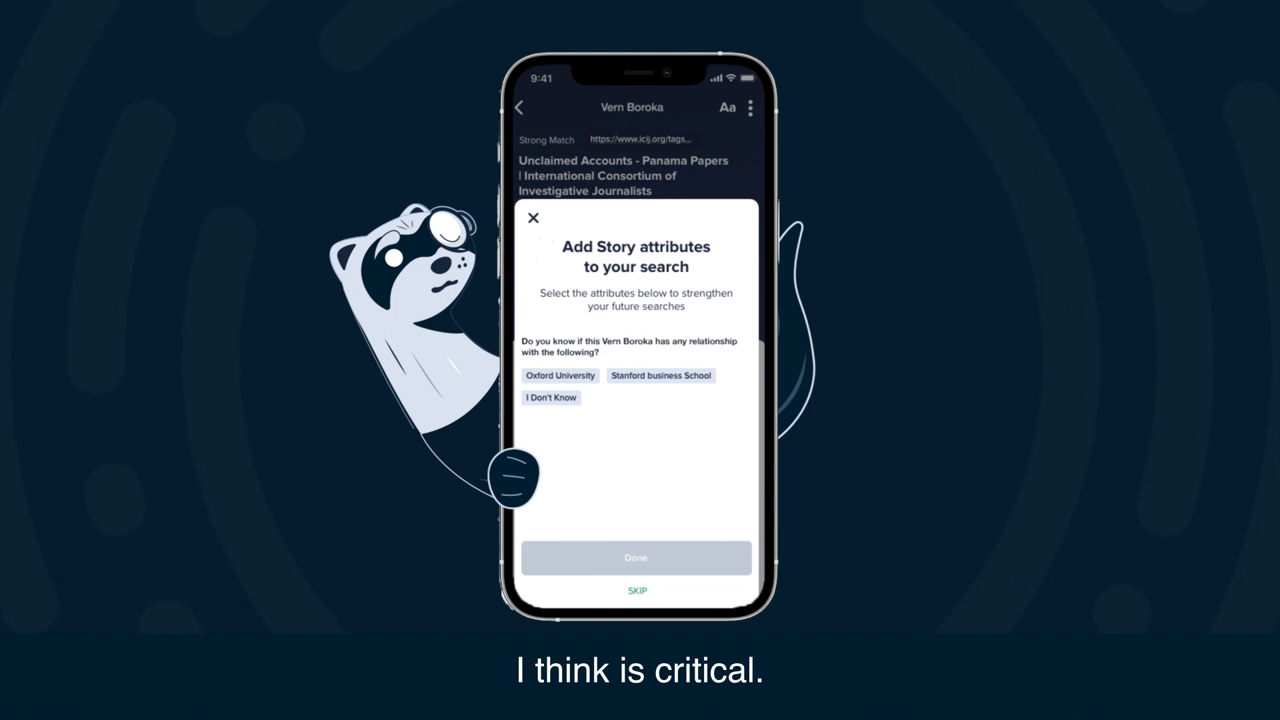 9:41
Vern Boroka
Aa
Strong Match https://www.icij.org/tags...
Unclaimed Accounts - Panama Papers
| International Consortium of
Investigative Journalists
Add Story attributes
to your search
Select the attributes below to strengthen
your future searches
Do you know if this Vern Boroka has any relationship
with the following?
Oxford University Stanford business School
I Don't Know
Done
SKIP
I think is critical.